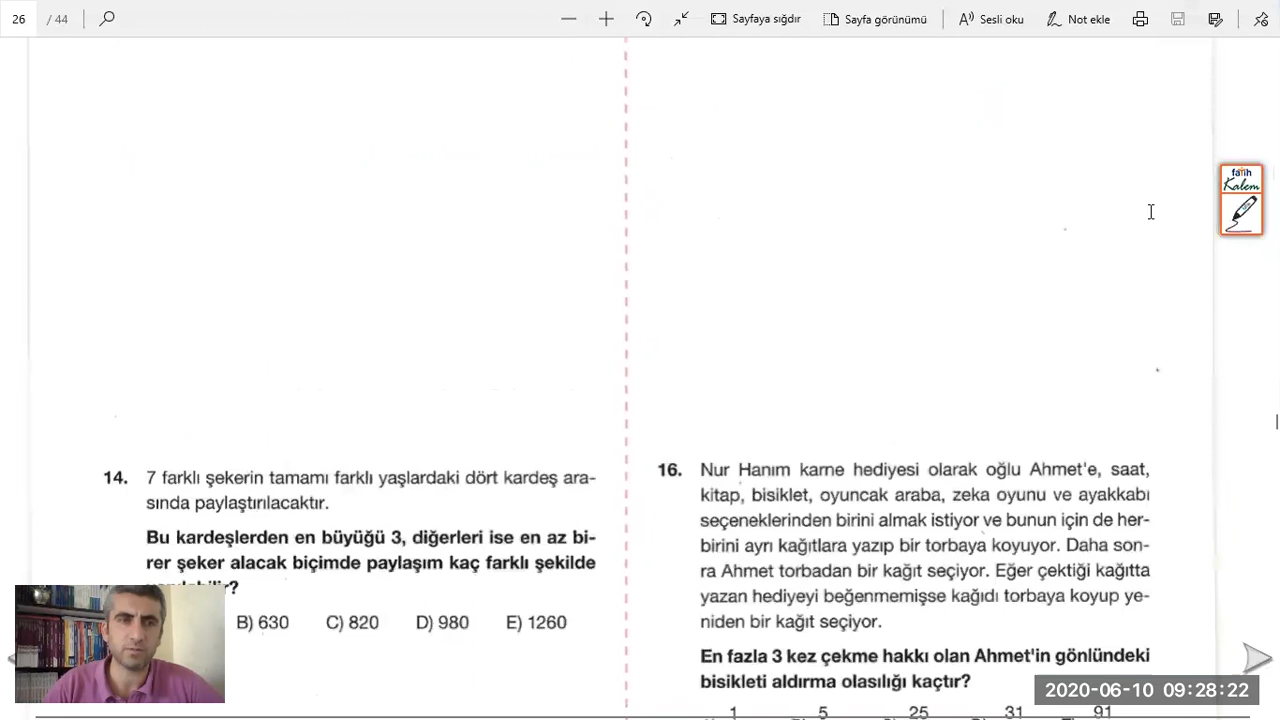 26 / 44 Sayfaya sığdır Sayfa görünümü Sesli oku Not ekle
fatih
Kalem
14. 7 farklı şekerin tamamı farklı yaşlardaki dört kardeş ara-
sında paylaştırılacaktır.
Bu kardeşlerden en büyüğü 3, diğerleri ise en az bi-
rer şeker alacak biçimde paylaşım kaç farklı şekilde
B) 630 C) 820 D) 980 E) 1260
16. Nur Hanım karne hediyesi olarak oğlu Ahmet'e, saat,
kitap, bisiklet, oyuncak araba, zeka oyunu ve ayakkabı
seçeneklerinden birini almak istiyor ve bunun için de her-
birini ayrı kağıtlara yazıp bir torbaya koyuyor. Daha son-
ra Ahmet torbadan bir kağıt seçiyor. Eğer çektiği kağıtta
yazan hediyeyi beğenmemişse kağıdı torbaya koyup ye-
niden bir kağıt seçiyor.
En fazla 3 kez çekme hakkı olan Ahmet'in gönlündeki
bisikleti aldırma olasılığı kaçtır?
1 5 25 31 91
2020-06-10 09:28:22